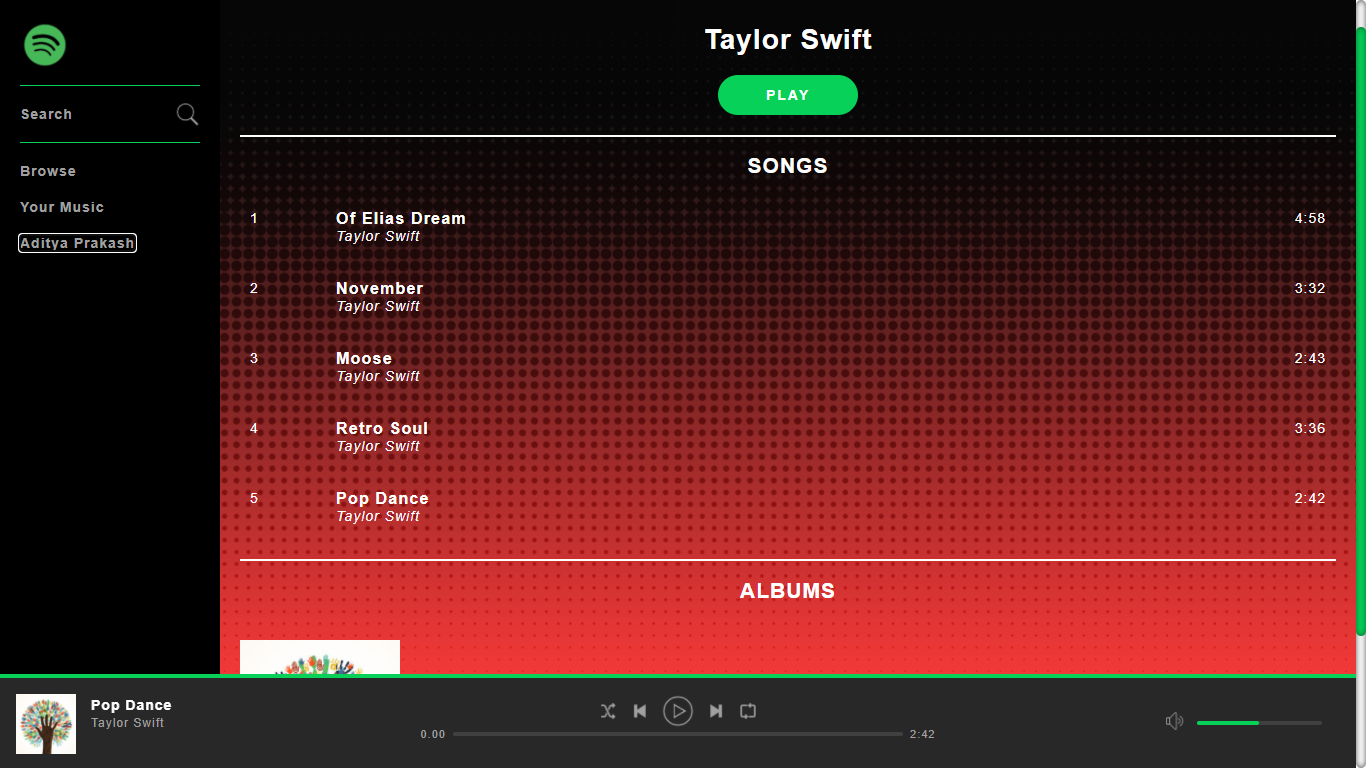 Search
Browse
Your Music
Aditya Prakash
Taylor Swift
PLAY
SONGS
1 Of Elias Dream 4:58
Taylor Swift
2 November 3:32
Taylor Swift
3 Moose 2:43
Taylor Swift
4 Retro Soul 3:36
Taylor Swift
5 Pop Dance 2:42
Taylor Swift
ALBUMS
Pop Dance
Taylor Swift
0.00 2:42